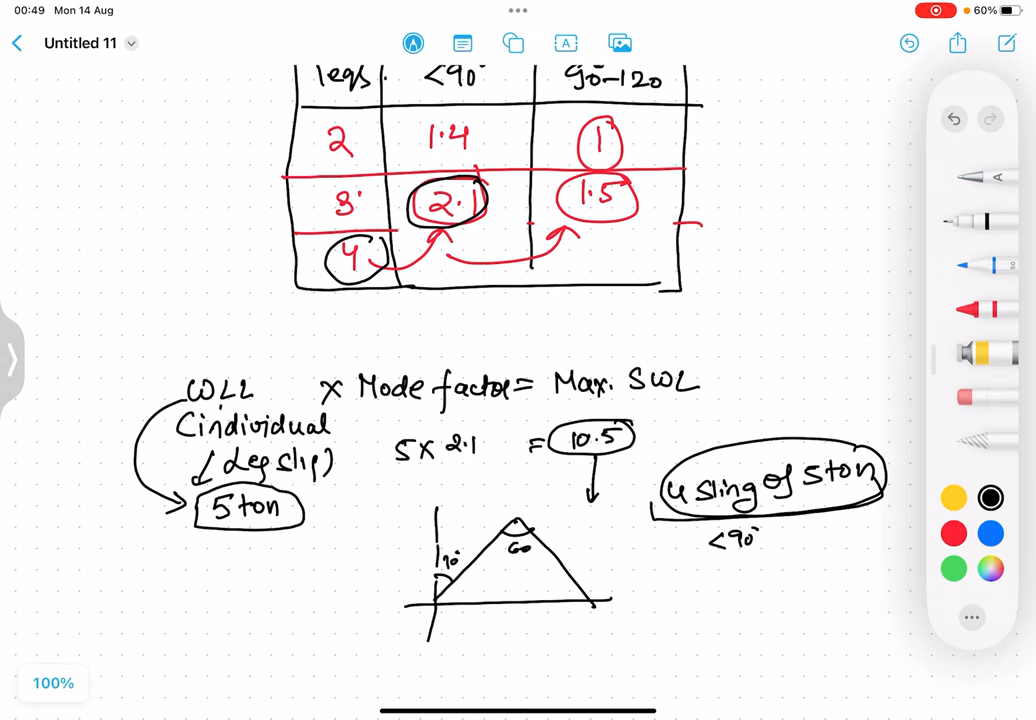 00:49 Mon 14 Aug
60%
Untitled 11
legs <90° 90-120
2 1.4 1
3 2.1 1.5
4
WLL x Mode factor = Max. SWL
(individual
leg slip)
5 x 2.1 = 10.5
5 ton
4 sling of 5 ton
<90°
90°
60
100%
A
A
50